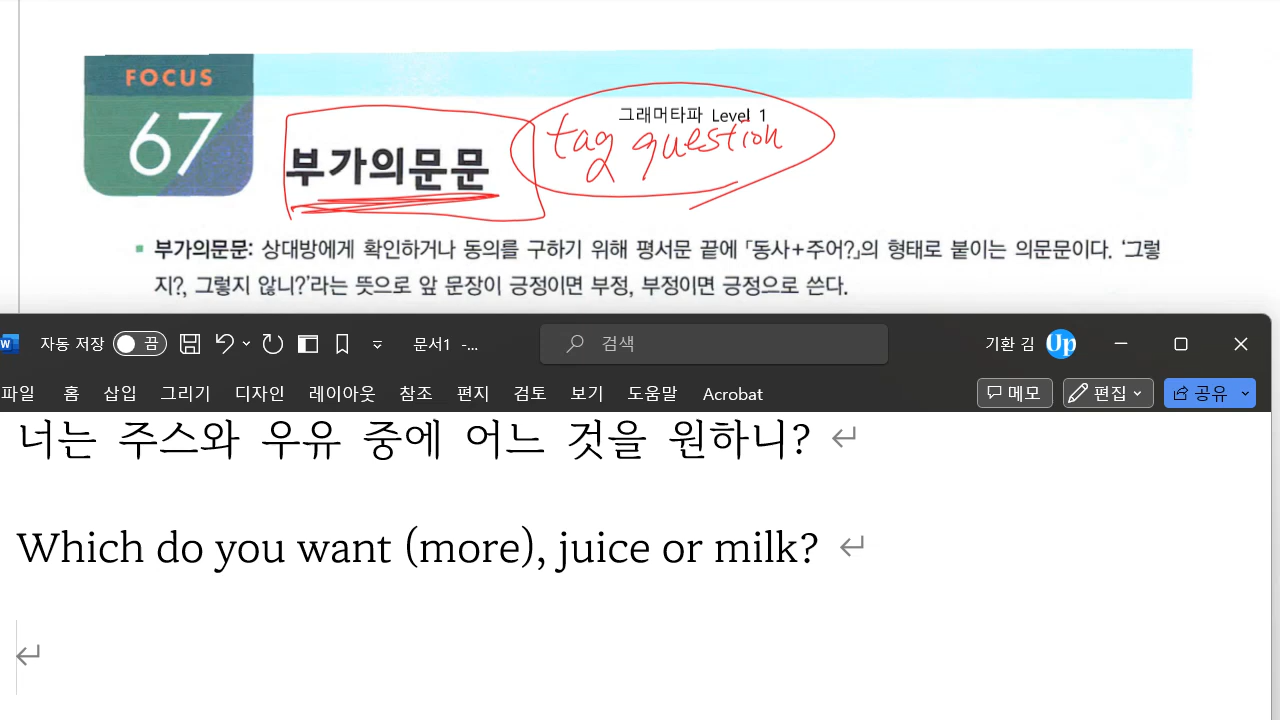 FOCUS
67
부가의문문
그래머타파 Level 1
tag question
부가의문문: 상대방에게 확인하거나 동의를 구하기 위해 평서문 끝에 「동사+주어?」의 형태로 붙이는 의문문이다. ‘그렇
지?, 그렇지 않니?’라는 뜻으로 앞 문장이 긍정이면 부정, 부정이면 긍정으로 쓴다.
W 자동 저장 끔 문서1 -... 검색 기환 김 Up
파일 홈 삽입 그리기 디자인 레이아웃 참조 편지 검토 보기 도움말 Acrobat 메모 편집 공유
너는 주스와 우유 중에 어느 것을 원하니?
Which do you want (more), juice or milk?